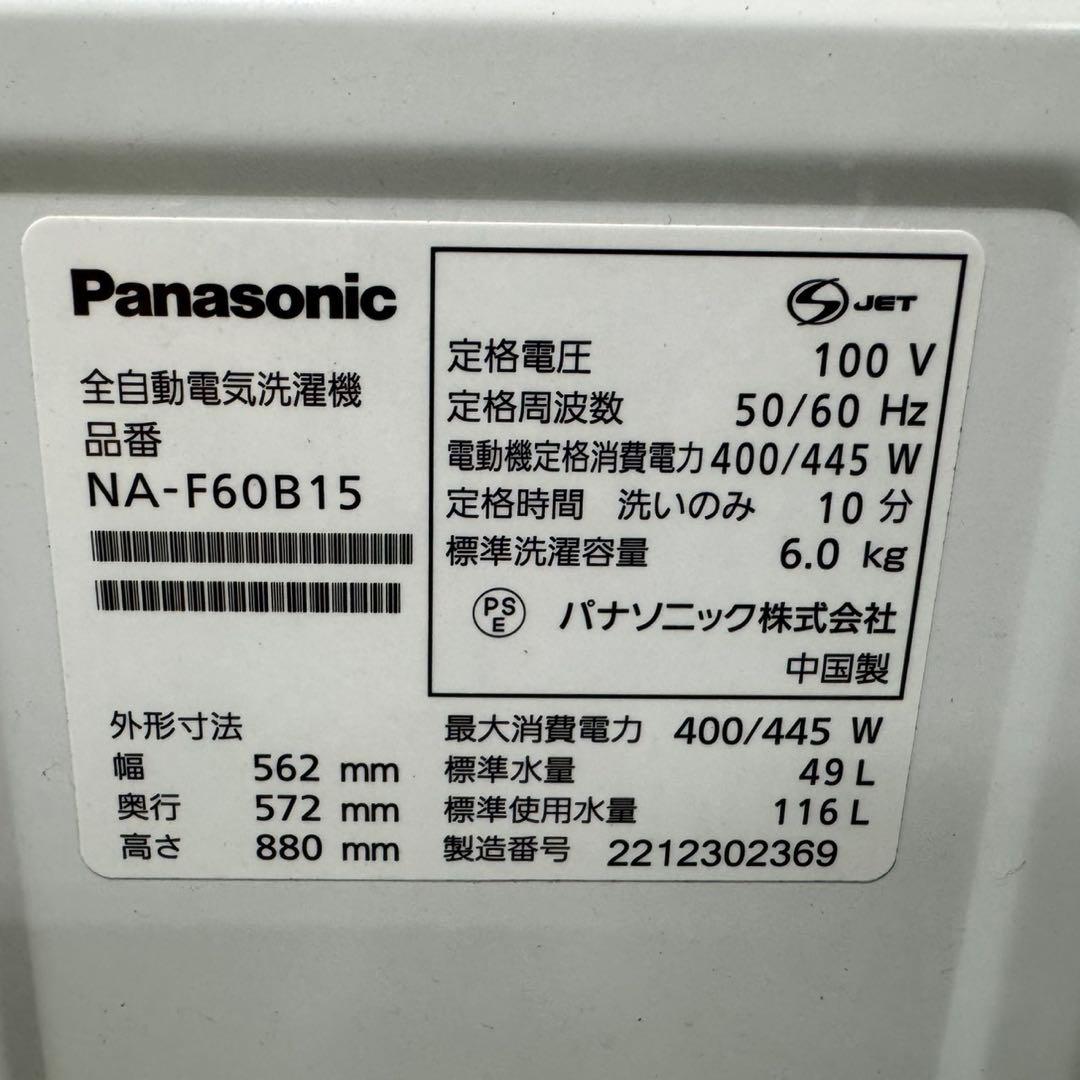 Panasonic
全自動電気洗濯機
品番
NA-F60B15
JET
定格電圧 100 V
定格周波数 50/60 Hz
電動機定格消費電力 400/445 W
定格時間 洗いのみ 10 分
標準洗濯容量 6.0 kg
PSE パナソニック株式会社
中国製
外形寸法
幅 562 mm
奥行 572 mm
高さ 880 mm
最大消費電力 400/445 W
標準水量 49 L
標準使用水量 116 L
製造番号 2212302369